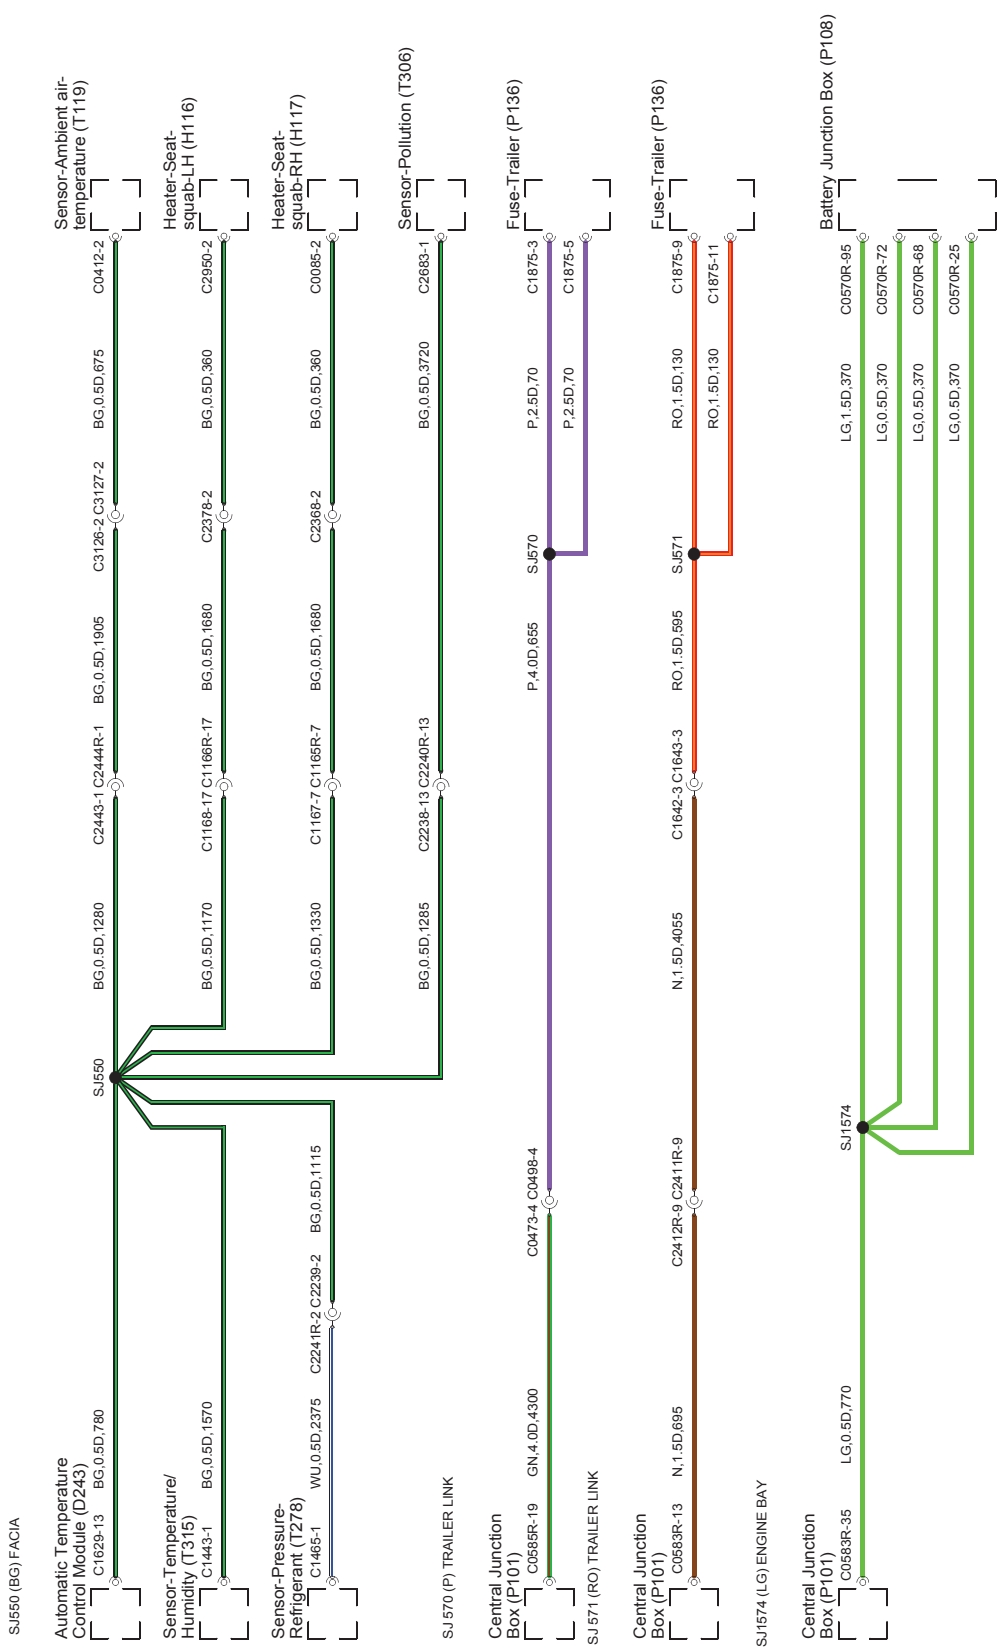 SJ550 (BG) FACIA
Automatic Temperature
Control Module (D243)
C1629-13
BG,0.5D,780
SJ550
BG,0.5D,1280
C2443-1
C2444R-1
BG,0.5D,1905
C3126-2
C3127-2
BG,0.5D,675
C0412-2
Sensor-Ambient air-
temperature (T119)
Sensor-Temperature/
Humidity (T315)
C1443-1
BG,0.5D,1570
BG,0.5D,1170
C1168-17
C1166R-17
BG,0.5D,1680
C2378-2
BG,0.5D,360
C2950-2
Heater-Seat-
squab-LH (H116)
Sensor-Pressure-
Refrigerant (T278)
C1465-1
WU,0.5D,2375
C2241R-2
C2239-2
BG,0.5D,1115
BG,0.5D,1330
C1167-7
C1165R-7
BG,0.5D,1680
C2368-2
BG,0.5D,360
C0085-2
Heater-Seat-
squab-RH (H117)
BG,0.5D,1285
C2238-13
C2240R-13
BG,0.5D,3720
C2683-1
Sensor-Pollution (T306)
SJ 570 (P) TRAILER LINK
Central Junction
Box (P101)
C0585R-19
GN,4.0D,4300
C0473-4
C0498-4
P,4.0D,655
SJ570
P,2.5D,70
C1875-3
Fuse-Trailer (P136)
P,2.5D,70
C1875-5
SJ 571 (RO) TRAILER LINK
Central Junction
Box (P101)
C0583R-13
N,1.5D,695
C2412R-9
C2411R-9
N,1.5D,4055
C1642-3
C1643-3
RO,1.5D,595
SJ571
RO,1.5D,130
C1875-9
Fuse-Trailer (P136)
RO,1.5D,130
C1875-11
SJ1574 (LG) ENGINE BAY
Central Junction
Box (P101)
C0583R-35
LG,0.5D,770
SJ1574
LG,1.5D,370
C0570R-95
Battery Junction Box (P108)
LG,0.5D,370
C0570R-72
LG,0.5D,370
C0570R-68
LG,0.5D,370
C0570R-25